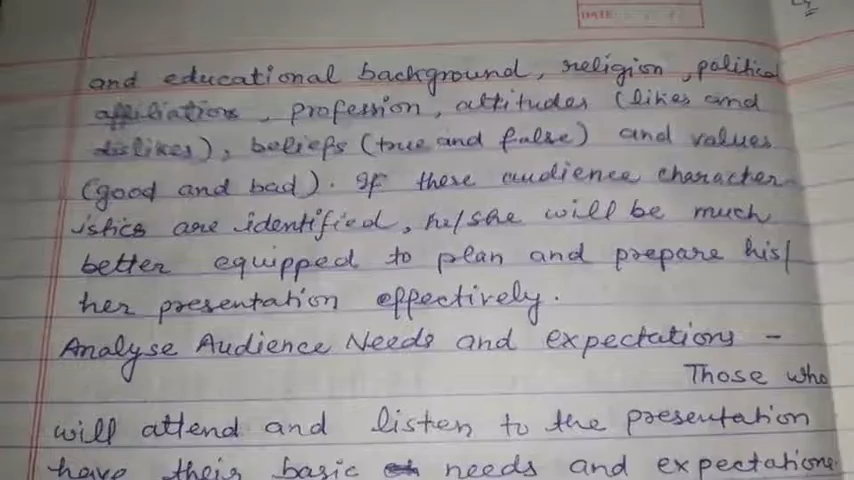 DATE
and educational background, religion, political
affiliations, profession, attitudes (likes and
dislikes), beliefs (true and false) and values
(good and bad). If these audience character-
istics are identified, he/she will be much
better equipped to plan and prepare his/
her presentation effectively.
Analyse Audience Needs and expectations -
Those who
will attend and listen to the presentation
have their basic needs and expectations